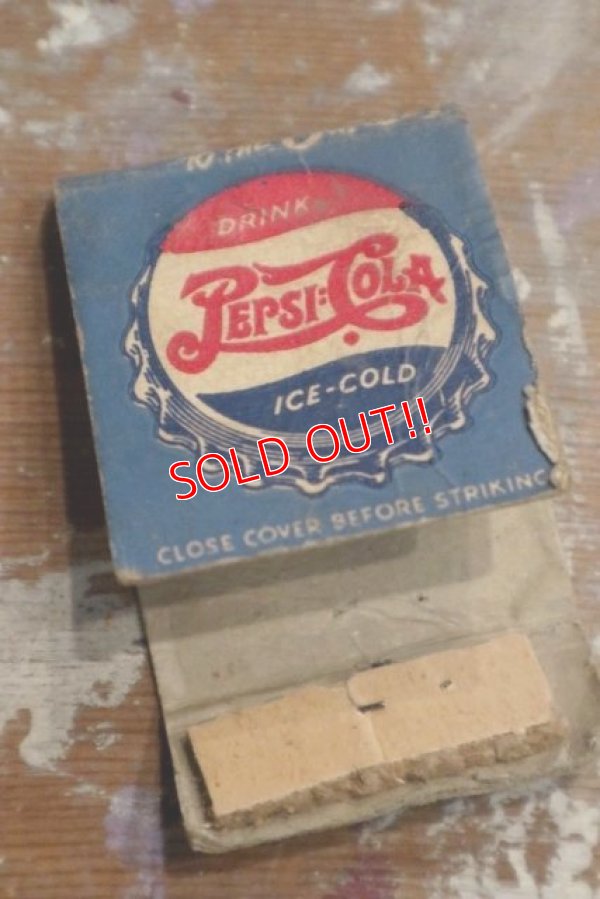 DRINK
PEPSI:COLA
ICE-COLD
SOLD OUT!!
CLOSE COVER BEFORE STRIKING